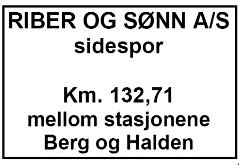 RIBER OG SØNN A/S
sidespor
Km. 132,71
mellom stasjonene
Berg og Halden